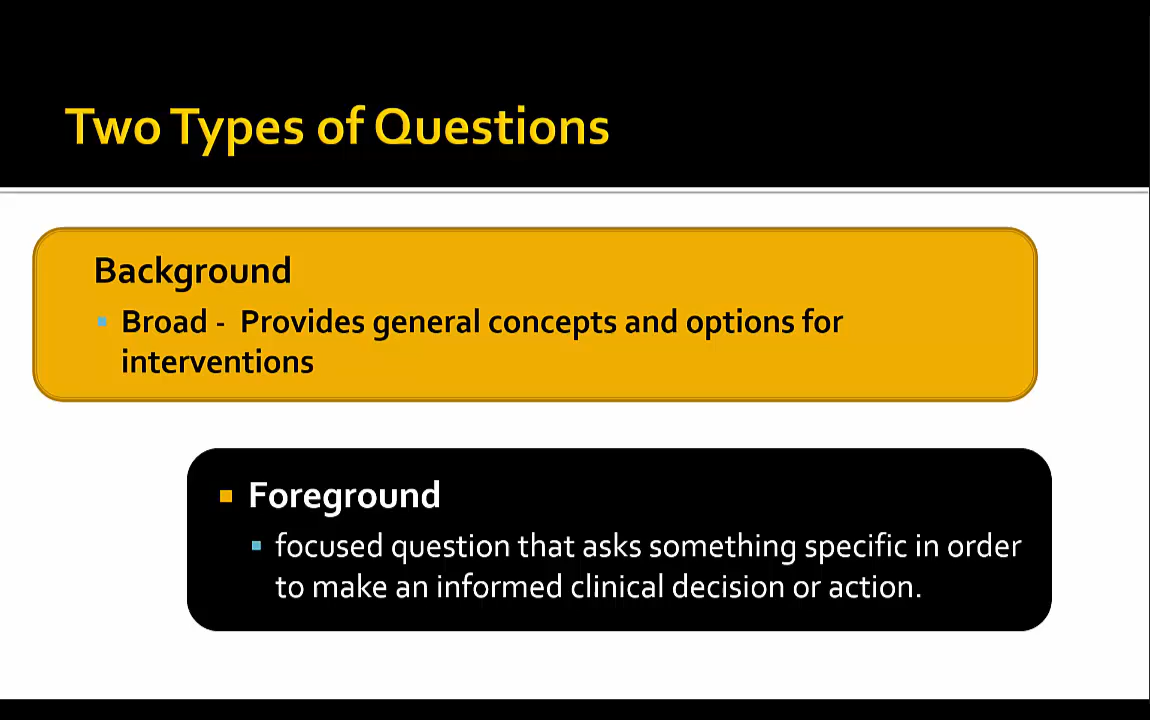 Two Types of Questions
Background
Broad - Provides general concepts and options for
interventions
Foreground
focused question that asks something specific in order
to make an informed clinical decision or action.